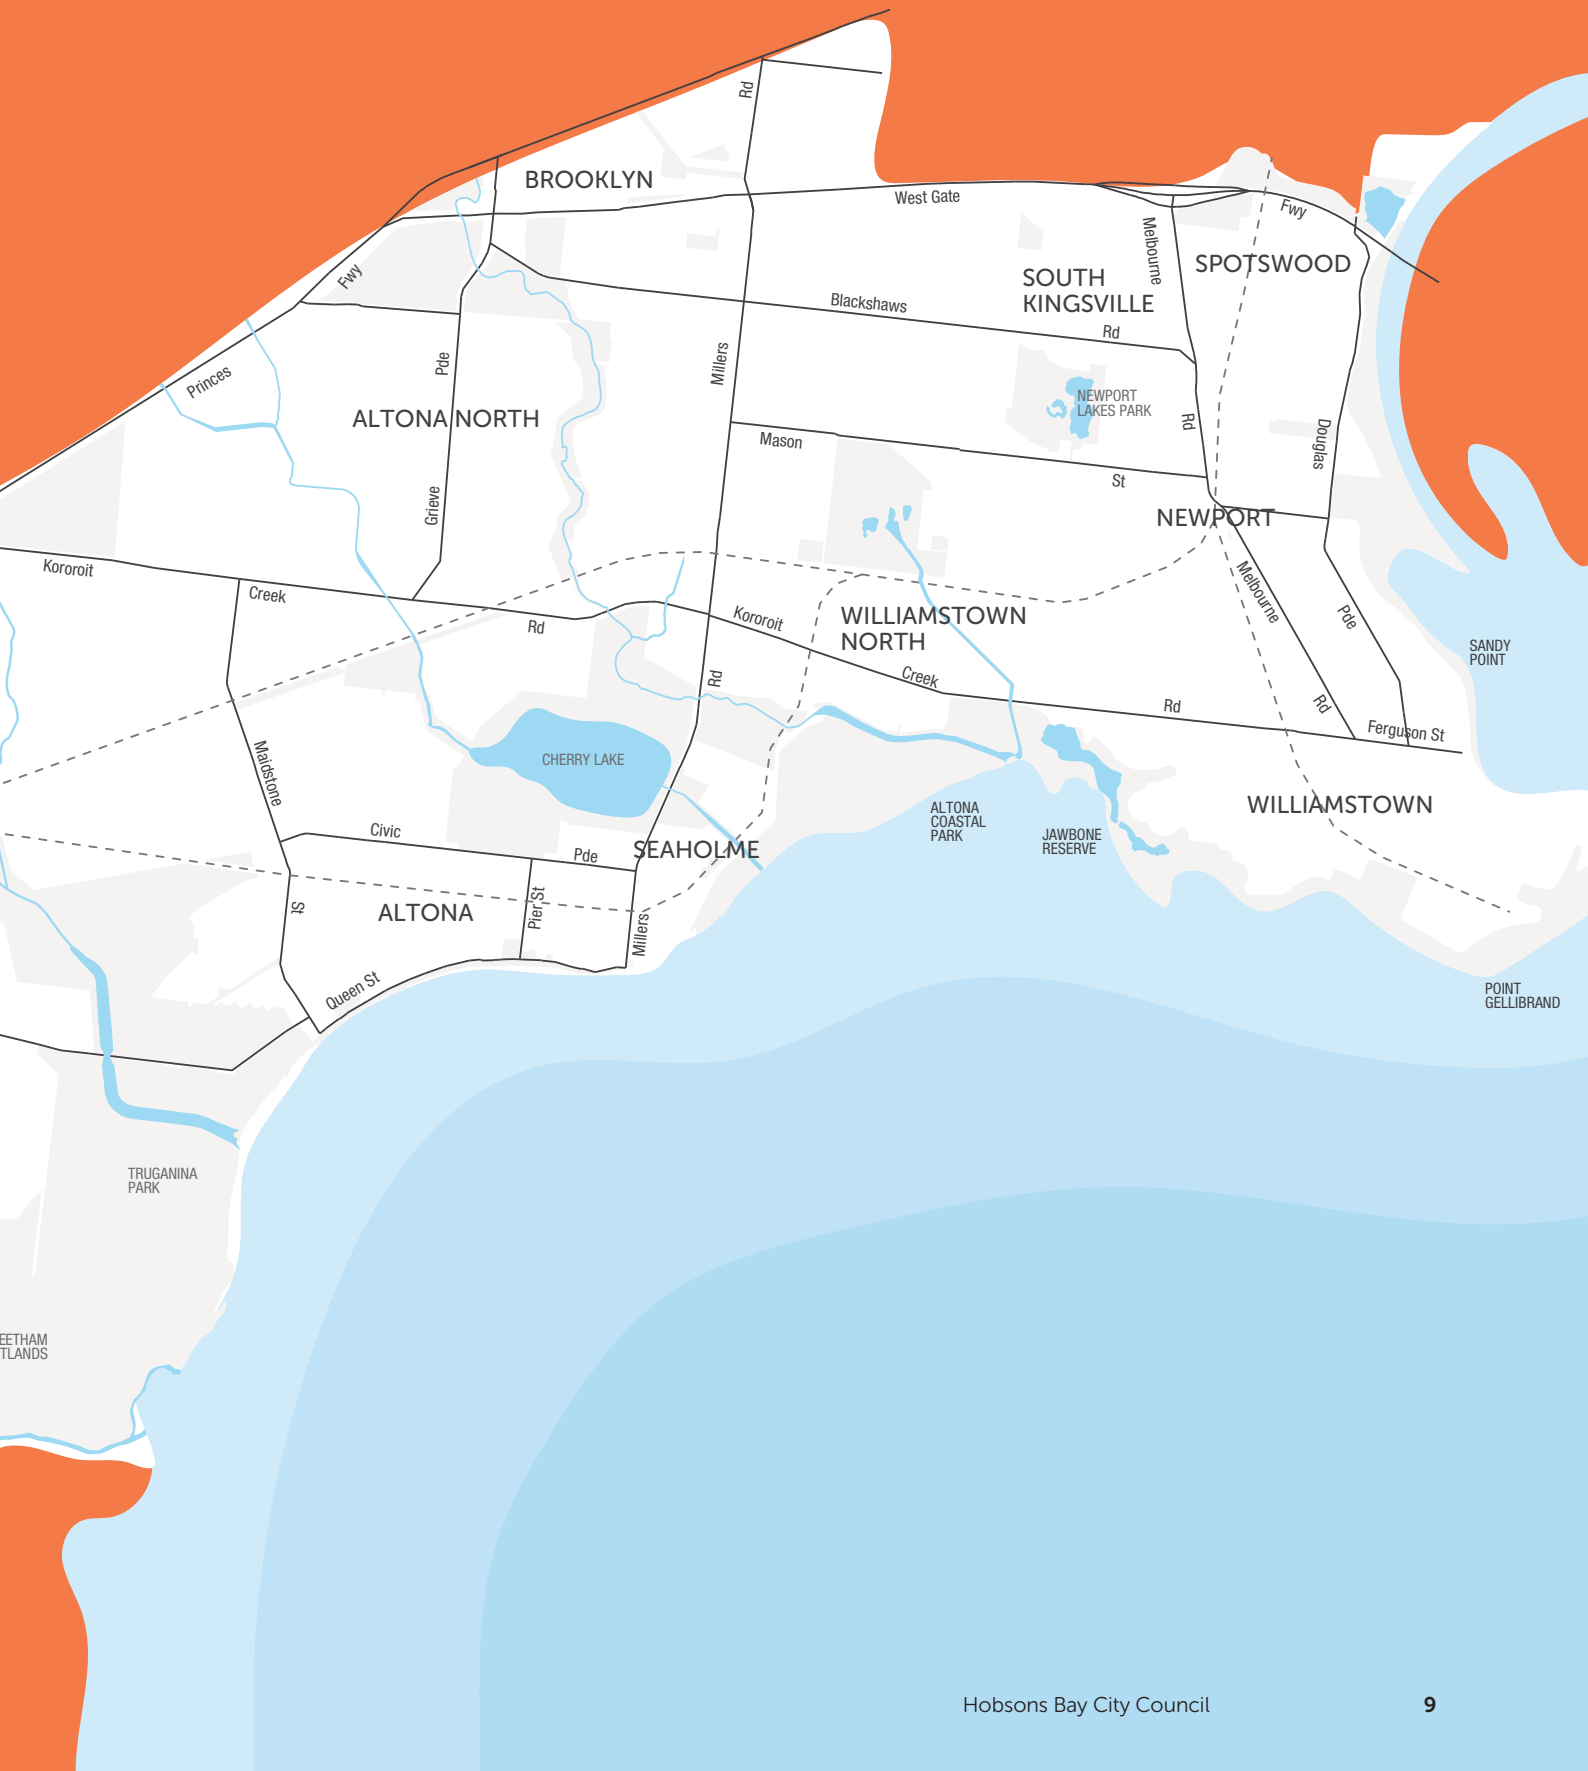 Rd
BROOKLYN
West Gate
Fwy
Melbourne
SPOTSWOOD
Fwy
SOUTH
KINGSVILLE
Blackshaws
Rd
Princes
Pde
Millers
NEWPORT
LAKES PARK
ALTONA NORTH
Rd
Douglas
Mason
St
Grieve
NEWPORT
Kororoit
Creek
Rd
Kororoit
WILLIAMSTOWN
NORTH
Melbourne
Pde
SANDY
POINT
Creek
Rd
Rd
Rd
Ferguson St
Maidstone
CHERRY LAKE
WILLIAMSTOWN
ALTONA
COASTAL
PARK
JAWBONE
RESERVE
Civic
Pde
SEAHOLME
St
ALTONA
Pier St
Millers
Queen St
POINT
GELLIBRAND
TRUGANINA
PARK
EETHAM
TLANDS
Hobsons Bay City Council
9